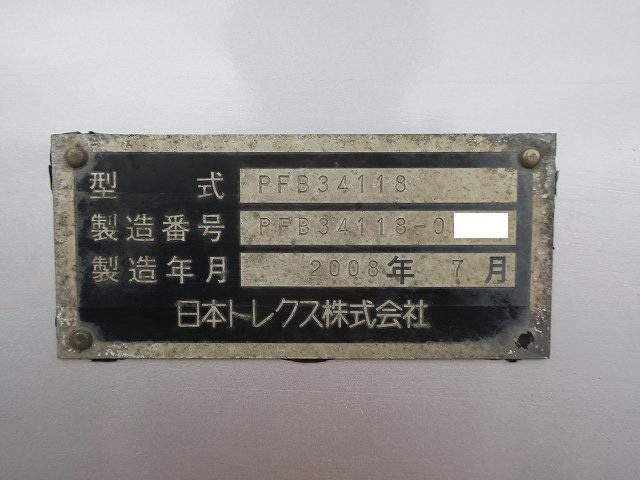 型式 PFB34118
製造番号 PFB34118-0
製造年月 2008年 7月
日本トレクス株式会社